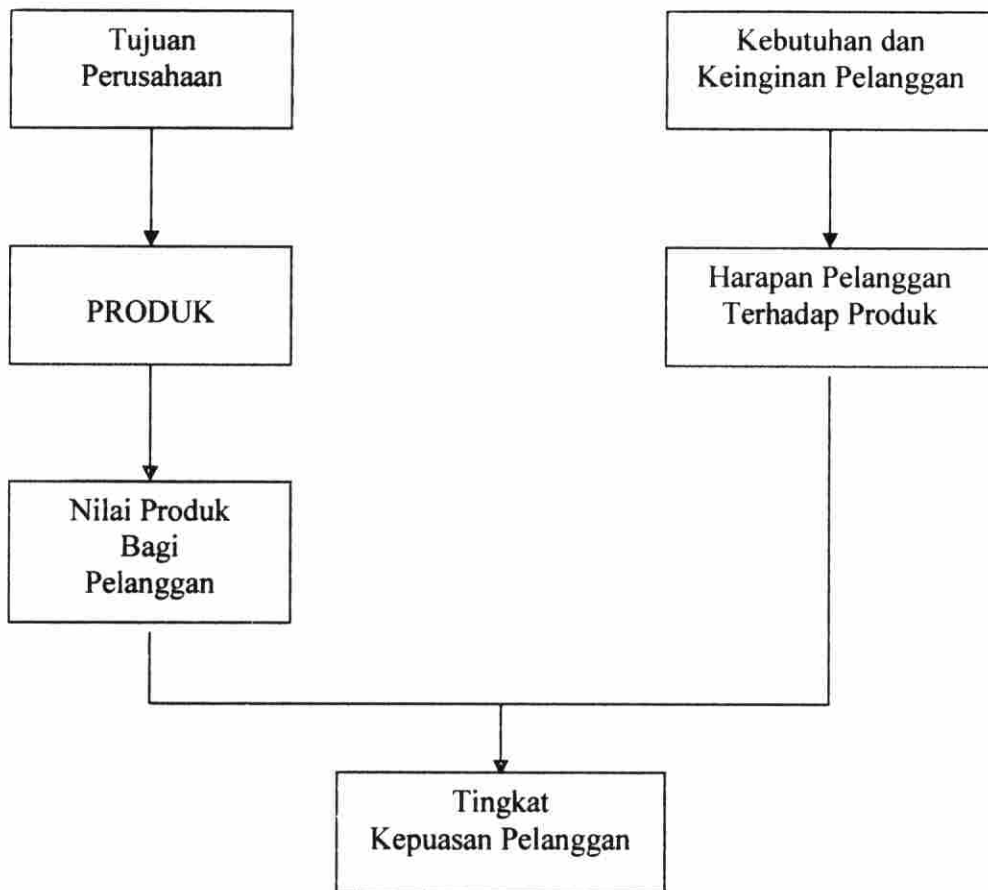 Tujuan
Perusahaan
Kebutuhan dan
Keinginan Pelanggan
PRODUK
Harapan Pelanggan
Terhadap Produk
Nilai Produk
Bagi
Pelanggan
Tingkat
Kepuasan Pelanggan